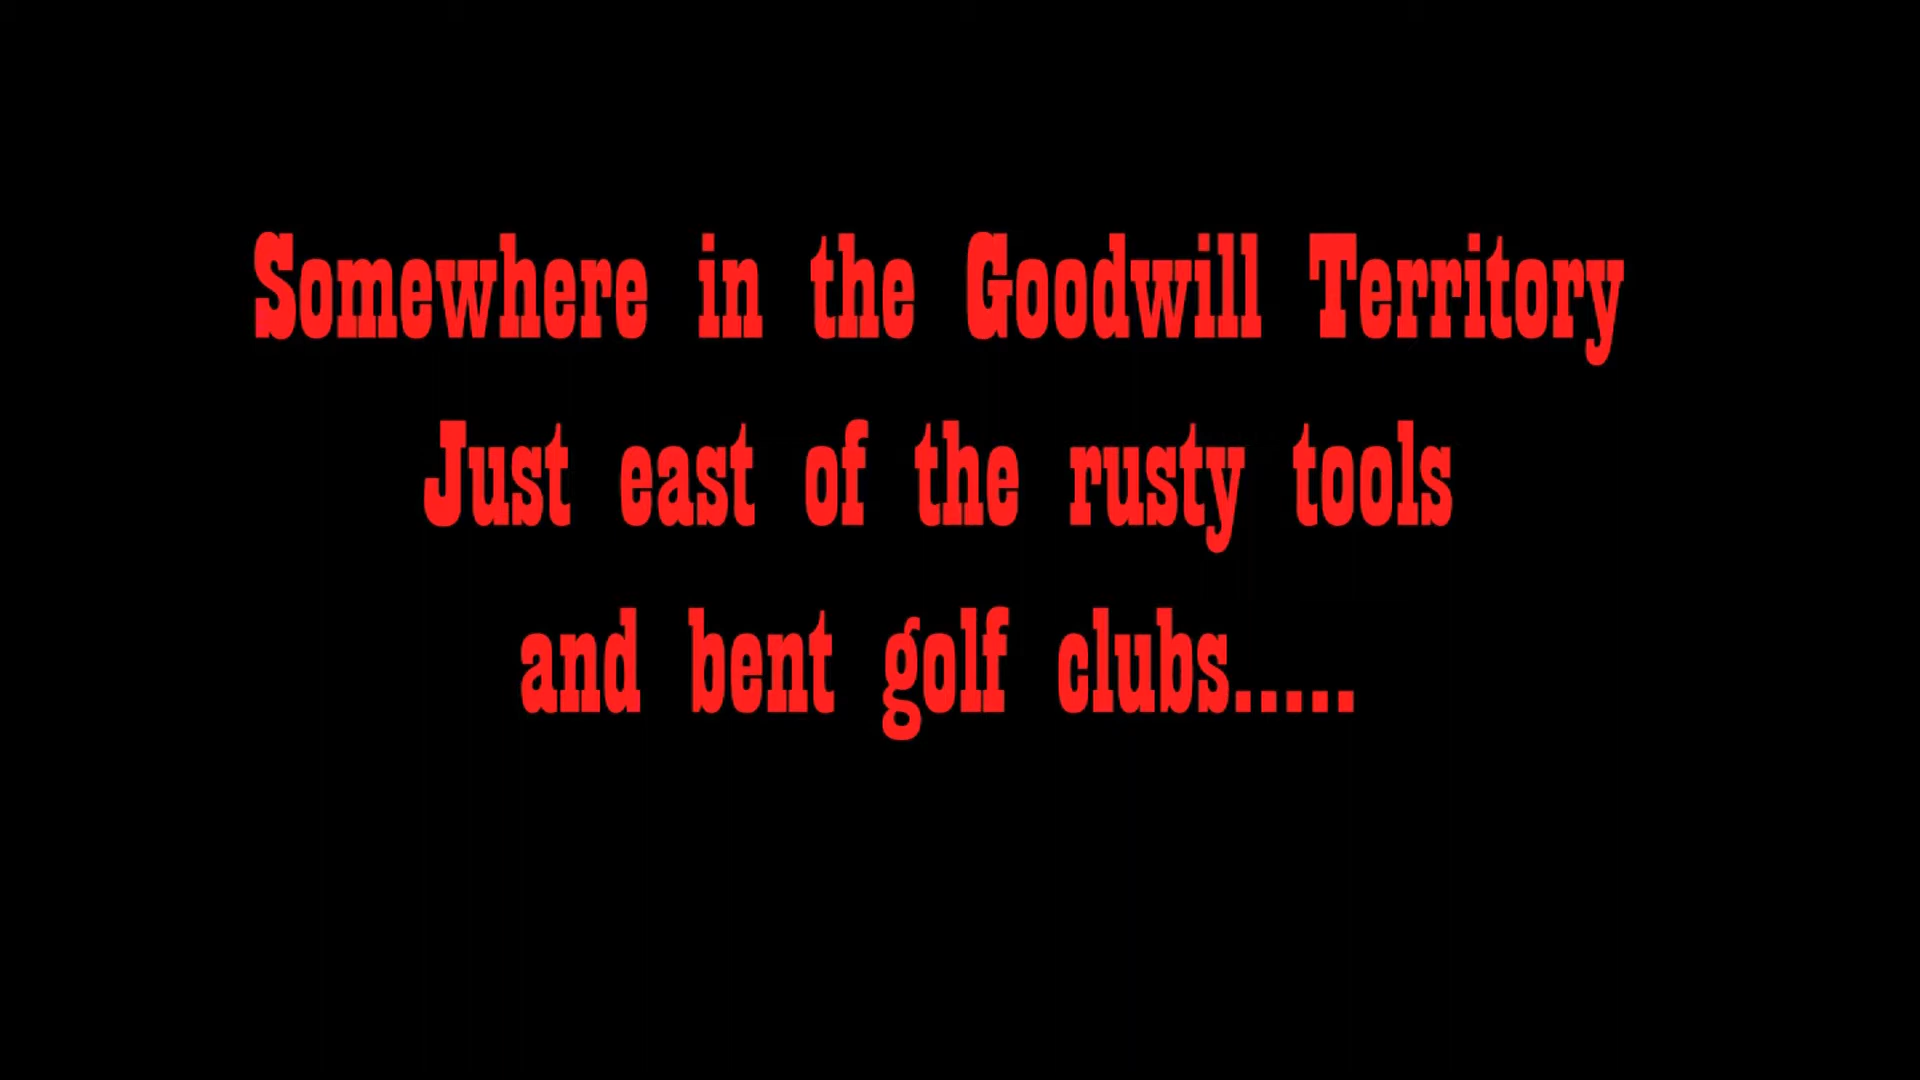 Somewhere in the Goodwill Territory
Just east of the rusty tools
and bent golf clubs.....